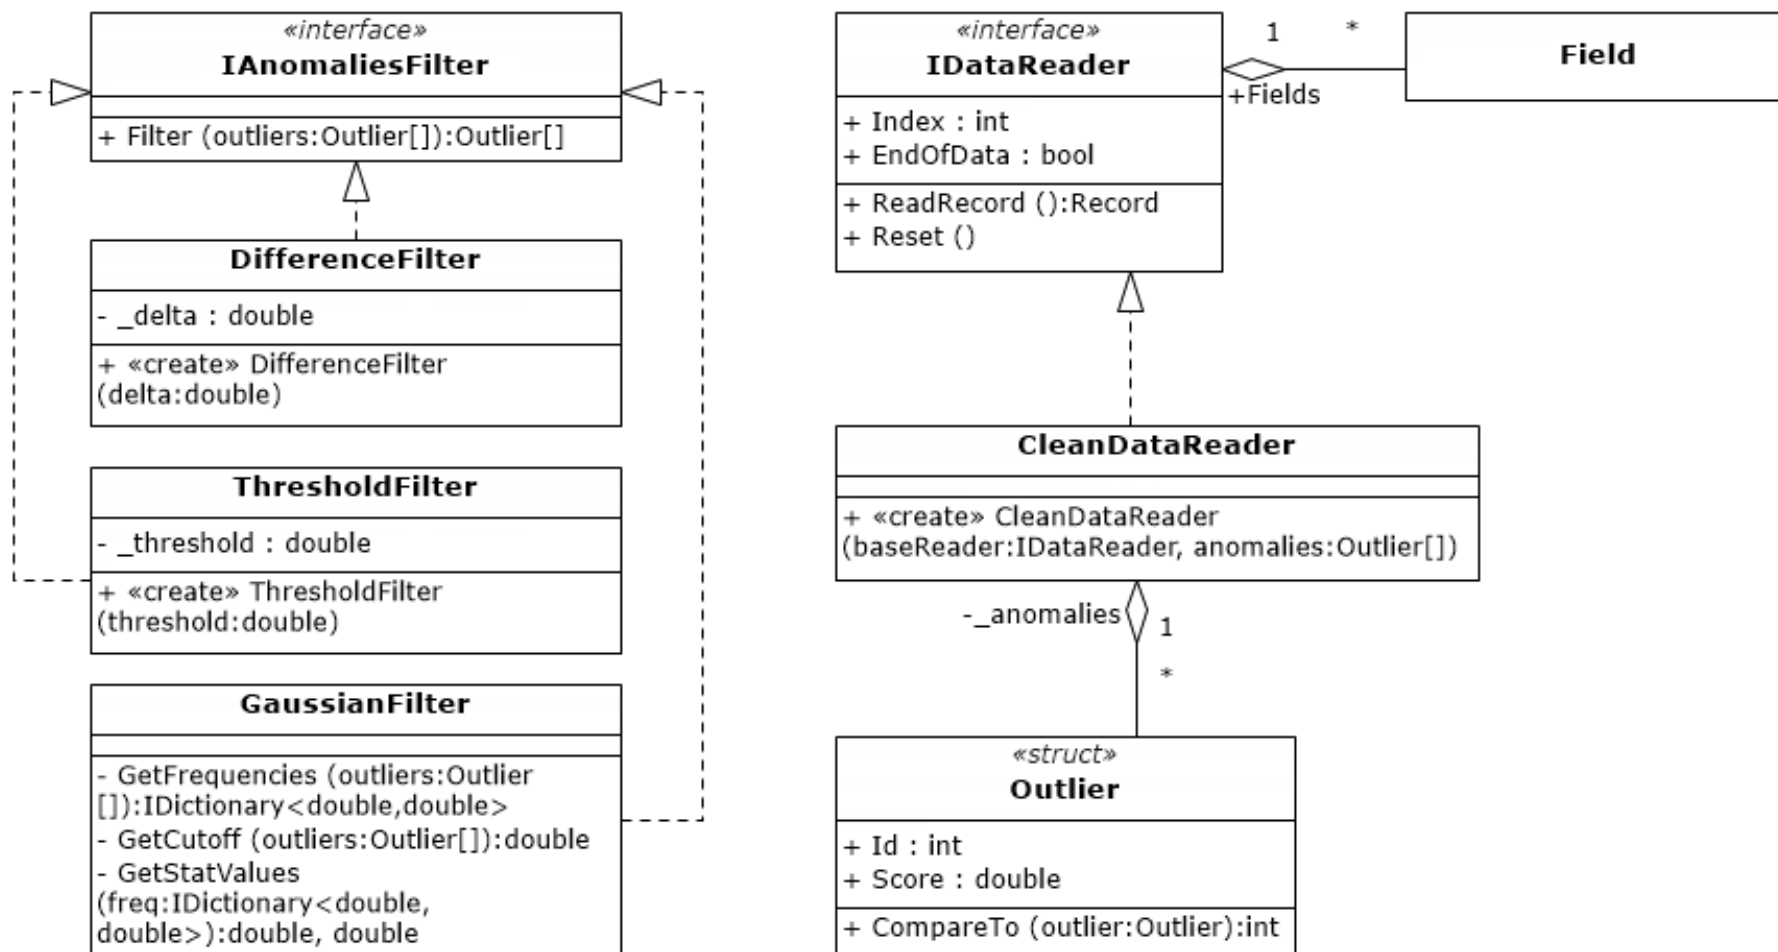 «interface»
IAnomaliesFilter
+ Filter (outliers:Outlier[]):Outlier[]
DifferenceFilter
- _delta : double
+ «create» DifferenceFilter
(delta:double)
ThresholdFilter
- _threshold : double
+ «create» ThresholdFilter
(threshold:double)
GaussianFilter
- GetFrequencies (outliers:Outlier
[]):IDictionary<double,double>
- GetCutoff (outliers:Outlier[]):double
- GetStatValues
(freq:IDictionary<double,
double>):double, double
«interface»
IDataReader
+ Index : int
+ EndOfData : bool
+ ReadRecord ():Record
+ Reset ()
1 *
+Fields
Field
CleanDataReader
+ «create» CleanDataReader
(baseReader:IDataReader, anomalies:Outlier[])
-_anomalies
1
*
«struct»
Outlier
+ Id : int
+ Score : double
+ CompareTo (outlier:Outlier):int